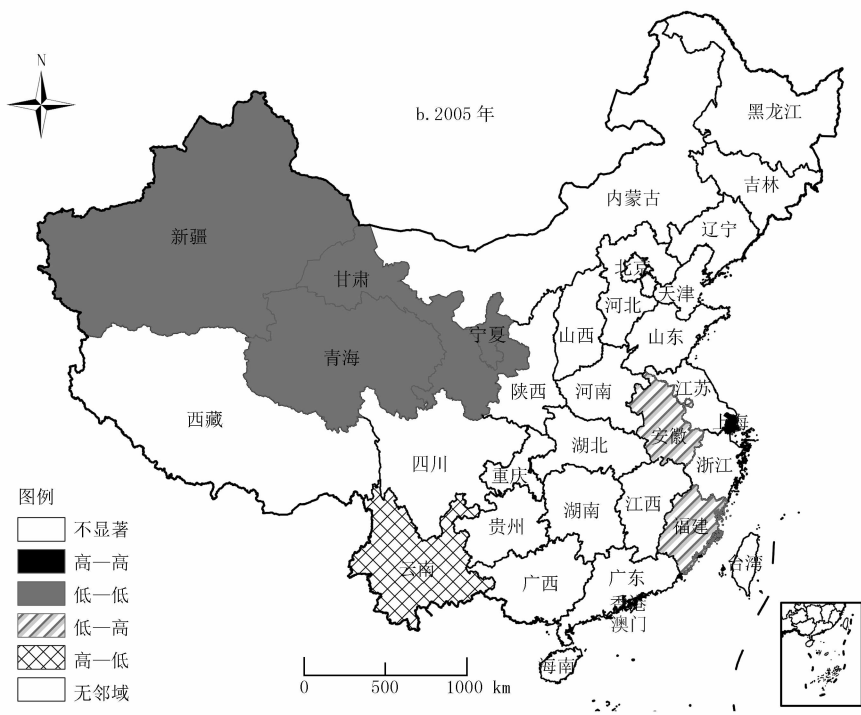 N
b.2005 年
黑龙江
吉林
内蒙古
辽宁
新疆
北京
甘肃
天津
河北
宁夏
山西
山东
青海
陕西
河南
江苏
西藏
上海
安徽
湖北
四川
浙江
重庆
图例
江西
湖南
贵州
福建
不显著
高—高
台湾
云南
广西
广东
低—低
香港
澳门
低—高
高—低
海南
无邻域
0 500 1000 km